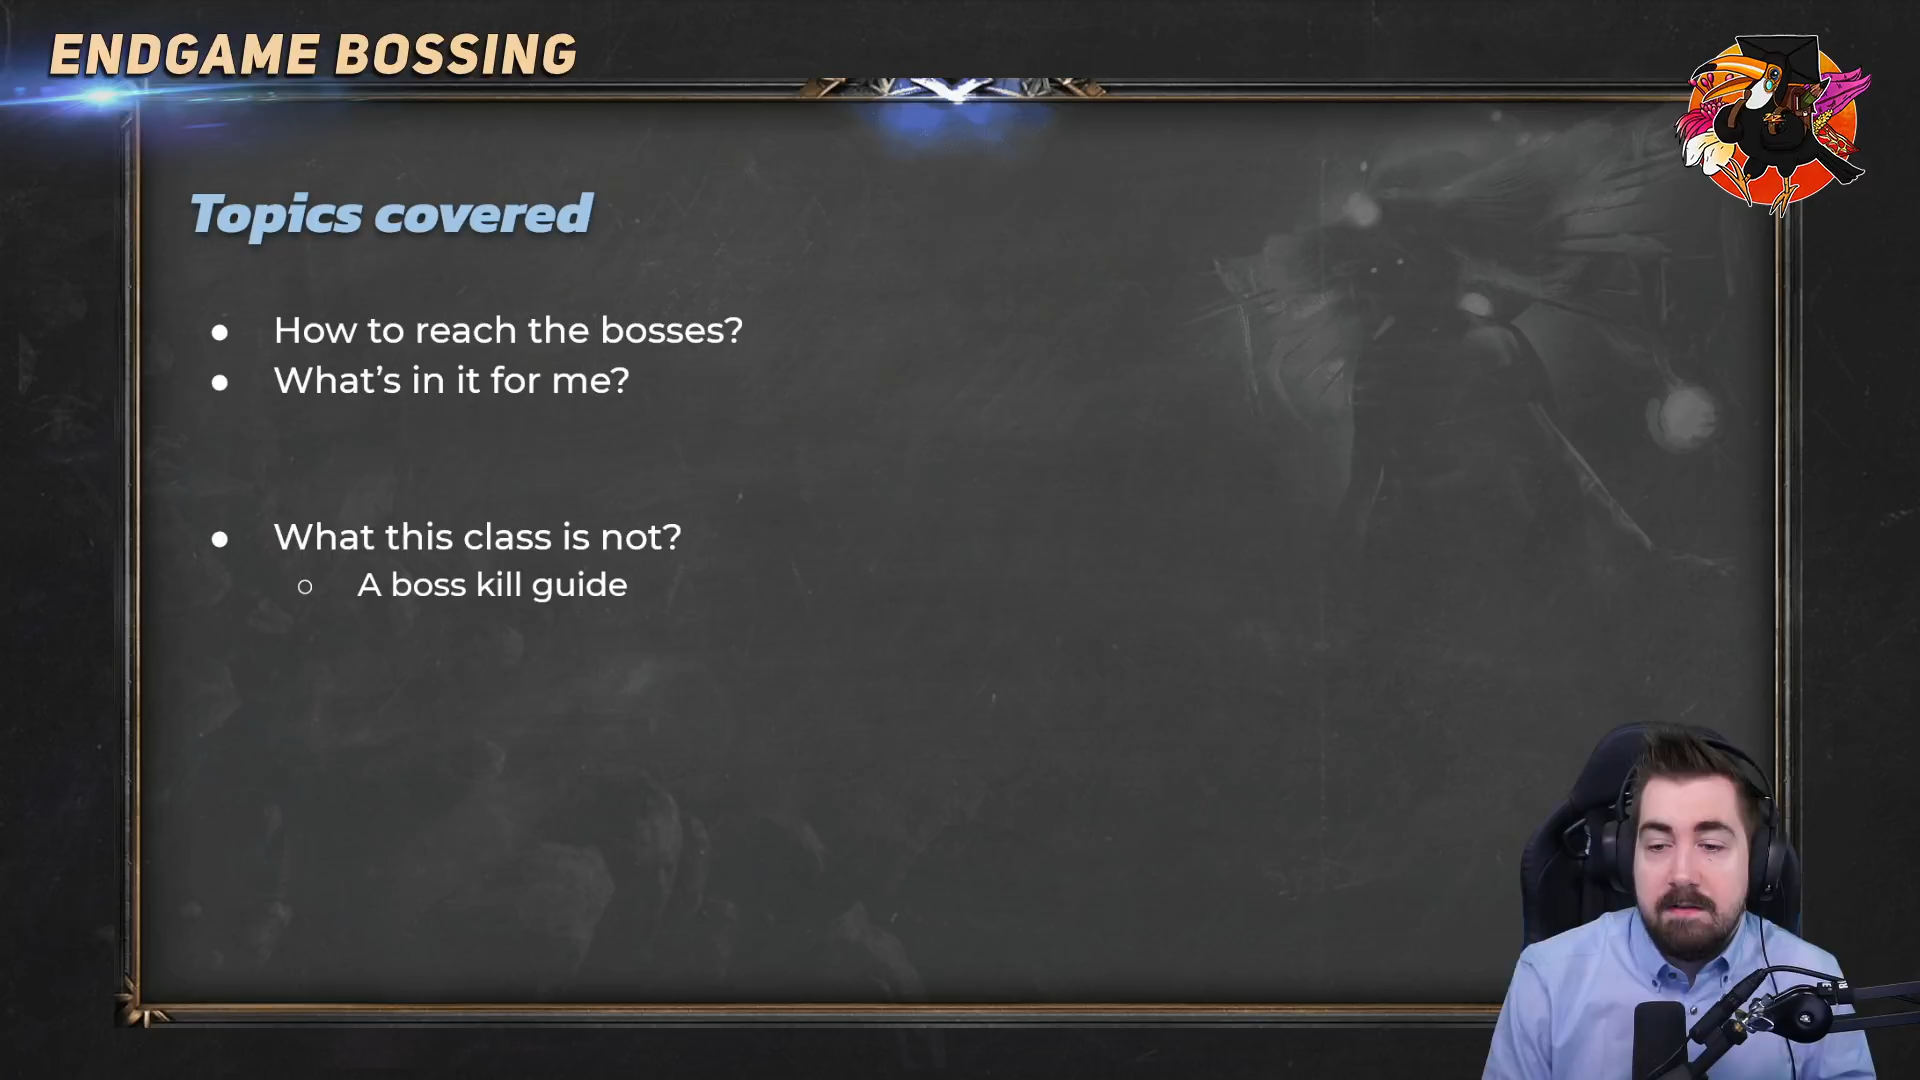 ENDGAME BOSSING
Topics covered
● How to reach the bosses?
● What’s in it for me?
● What this class is not?
○ A boss kill guide